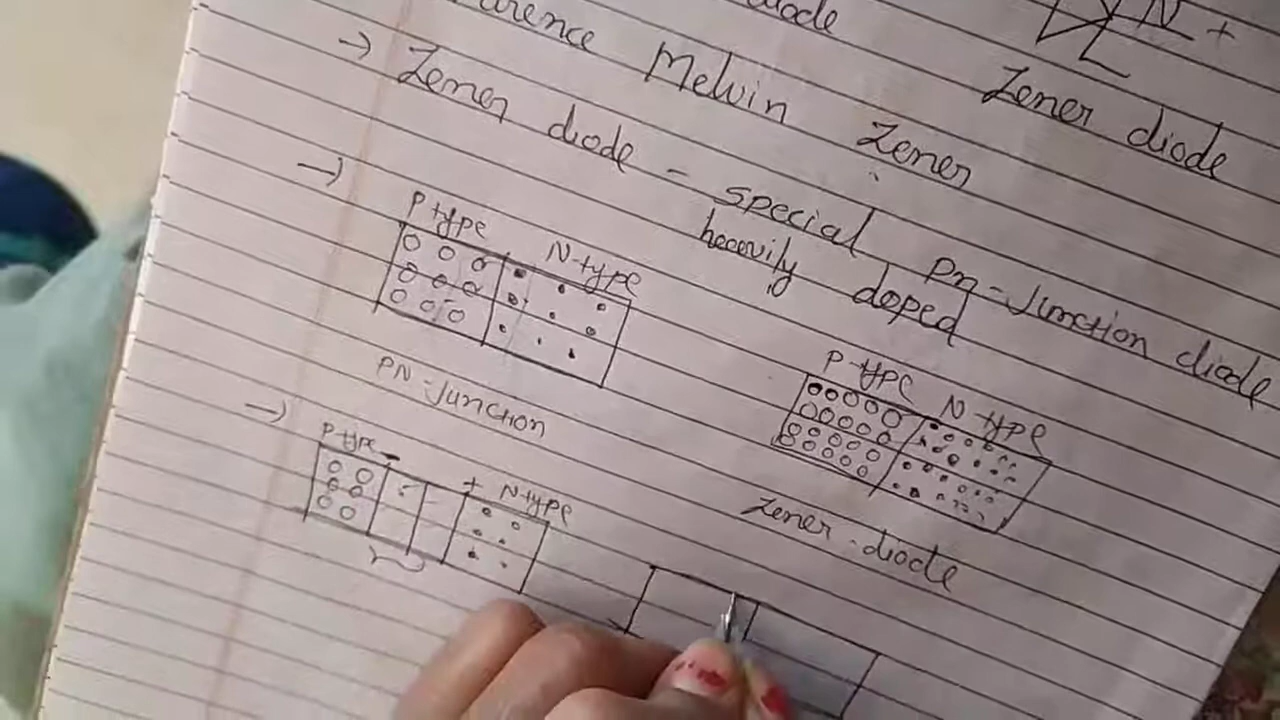 diode
N +
Zener diode
Melvin Zener
→ Zener diode - special Pn-Junction diode
heavily doped
→
P type N-type
PN-Junction
P-type N-type
Zener-diode
→
P type - + N-type